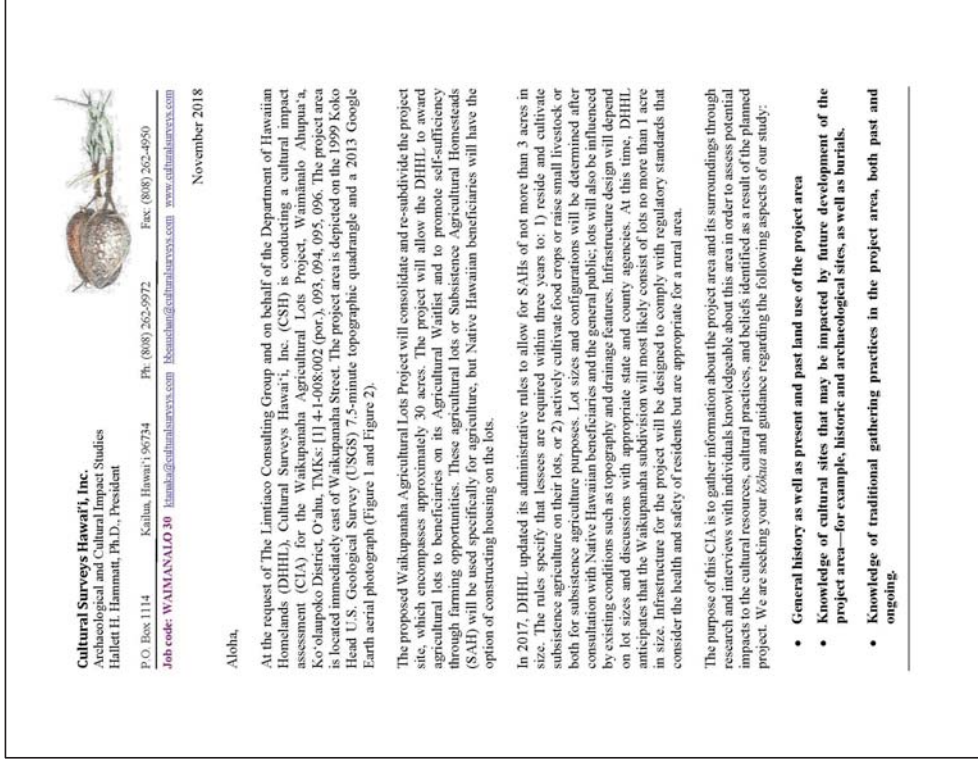 Cultural Surveys Hawai‘i, Inc.
Archaeological and Cultural Impact Studies
Hallett H. Hammatt, Ph.D., President
P.O. Box 1114 Kailua, Hawai‘i 96734 Ph: (808) 262-9972 Fax: (808) 262-4950
Job code: WAIMANALO 30 ktanaka@culturalsurveys.com bbeauchan@culturalsurveys.com www.culturalsurveys.com
November 2018
Aloha,
At the request of The Limtiaco Consulting Group and on behalf of the Department of Hawaiian
Homelands (DHHL), Cultural Surveys Hawai‘i, Inc. (CSH) is conducting a cultural impact
assessment (CIA) for the Waikupanaha Agricultural Lots Project, Waimānalo Ahupua‘a,
Ko‘olaupoko District, O‘ahu, TMKs: [1] 4-1-008:002 (por.), 093, 094, 095, 096. The project area
is located immediately east of Waikupanaha Street. The project area is depicted on the 1999 Koko
Head U.S. Geological Survey (USGS) 7.5-minute topographic quadrangle and a 2013 Google
Earth aerial photograph (Figure 1 and Figure 2).
The proposed Waikupanaha Agricultural Lots Project will consolidate and re-subdivide the project
site, which encompasses approximately 30 acres. The project will allow the DHHL to award
agricultural lots to beneficiaries on its Agricultural Waitlist and to promote self-sufficiency
through farming opportunities. These agricultural lots or Subsistence Agricultural Homesteads
(SAH) will be used specifically for agriculture, but Native Hawaiian beneficiaries will have the
option of constructing housing on the lots.
In 2017, DHHL updated its administrative rules to allow for SAHs of not more than 3 acres in
size. The rules specify that lessees are required within three years to: 1) reside and cultivate
subsistence agriculture on their lots, or 2) actively cultivate food crops or raise small livestock or
both for subsistence agriculture purposes. Lot sizes and configurations will be determined after
consultation with Native Hawaiian beneficiaries and the general public; lots will also be influenced
by existing conditions such as topography and drainage features. Infrastructure design will depend
on lot sizes and discussions with appropriate state and county agencies. At this time, DHHL
anticipates that the Waikupanaha subdivision will most likely consist of lots no more than 1 acre
in size. Infrastructure for the project will be designed to comply with regulatory standards that
consider the health and safety of residents but are appropriate for a rural area.
The purpose of this CIA is to gather information about the project area and its surroundings through
research and interviews with individuals knowledgeable about this area in order to assess potential
impacts to the cultural resources, cultural practices, and beliefs identified as a result of the planned
project. We are seeking your kōkua and guidance regarding the following aspects of our study:
• General history as well as present and past land use of the project area
• Knowledge of cultural sites that may be impacted by future development of the
project area—for example, historic and archaeological sites, as well as burials.
• Knowledge of traditional gathering practices in the project area, both past and
ongoing.